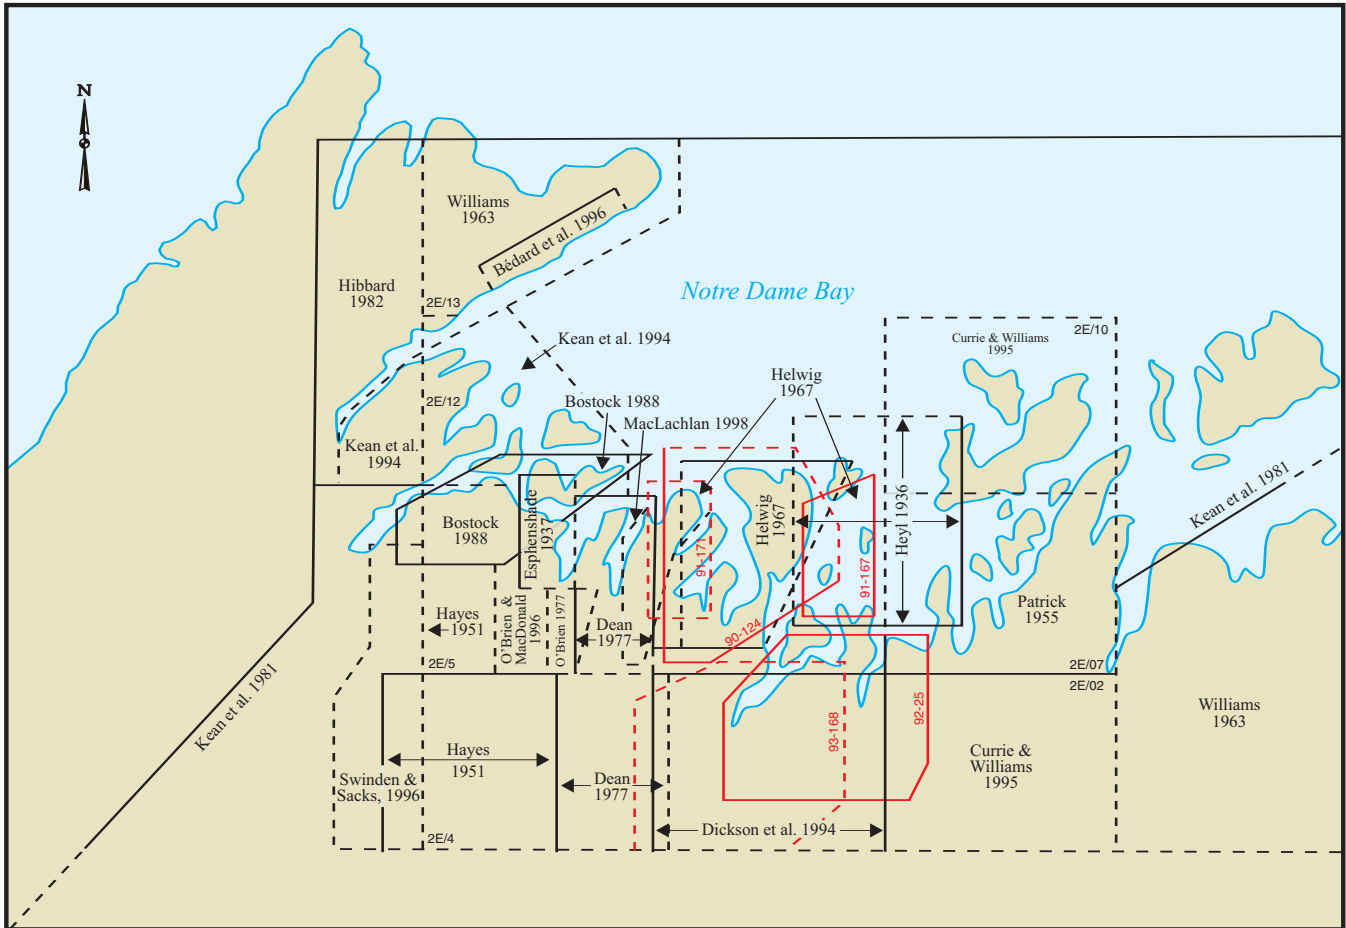 N
Williams
1963
Bédard et al. 1996
Hibbard
1982
2E/13
Notre Dame Bay
Kean et al. 1994
Currie & Williams
1995
2E/10
Helwig
1967
2E/12
Bostock 1988
MacLachlan 1998
Kean et al.
1994
Kean et al. 1981
Bostock
1988
Esphenshade
1937
Helwig
1967
Heyl 1936
91-171
91-167
Hayes
1951
O'Brien &
MacDonald
1996
O'Brien 1977
Dean
1977
90-124
Patrick
1955
2E/5
2E/07
2E/02
Kean et al. 1981
93-168
92-25
Williams
1963
Hayes
1951
Swinden &
Sacks, 1996
Dean
1977
Currie &
Williams
1995
Dickson et al. 1994
2E/4